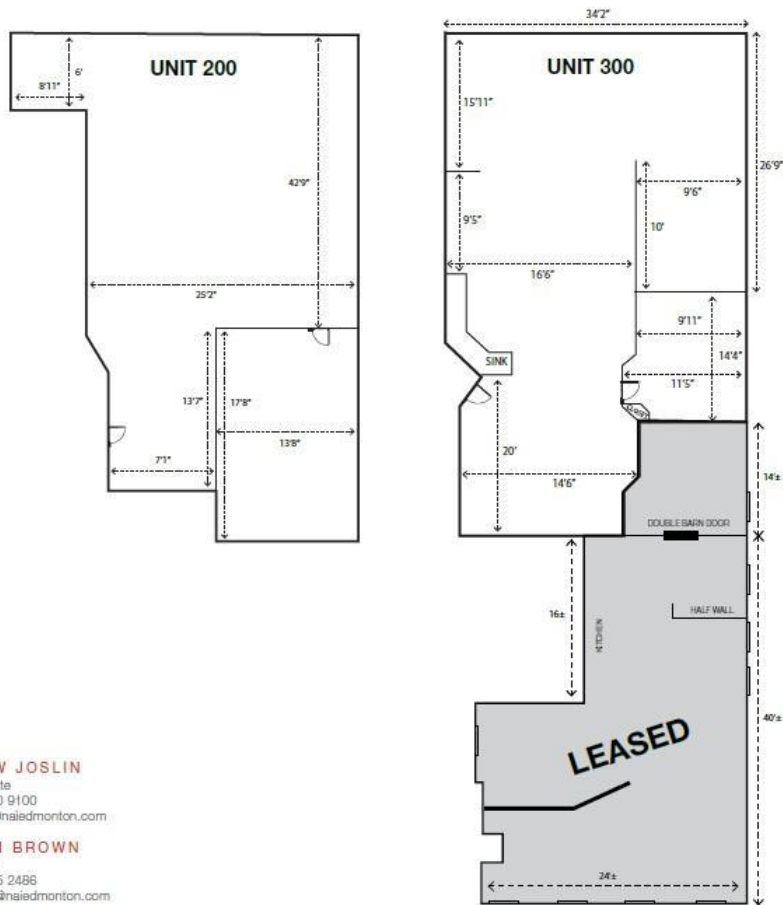 UNIT 200
6'
8'11"
42'9"
25'2"
13'7"
17'8"
13'8"
7'1"
34'2"
UNIT 300
15'11"
26'9"
9'6"
9'5"
10'
16'6"
9'11"
14'4"
SINK
11'5"
CLOSET
20'
14'6"
14'±
DOUBLE BARN DOOR
16±
HALF WALL
KITCHEN
40'±
LEASED
24'±
W JOSLIN
9100
naiedmonton.com
BROWN
2486
@naiedmonton.com